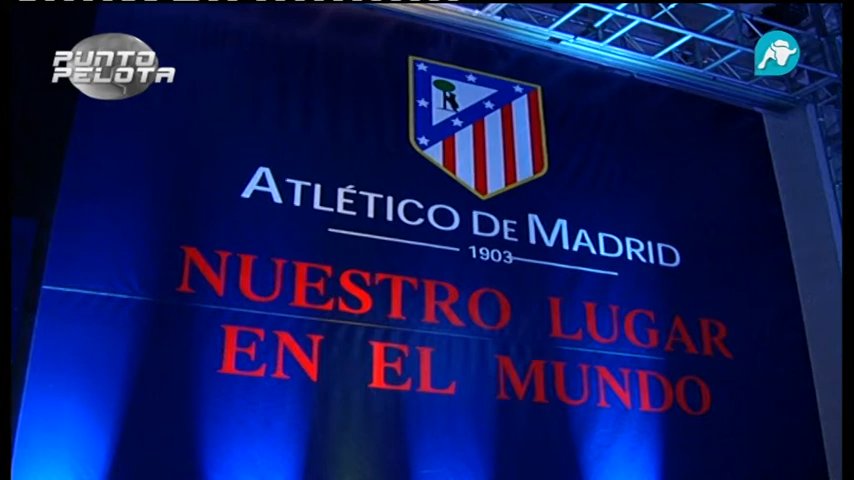 PUNTO
PELOTA
ATLÉTICO DE MADRID
1903
NUESTRO LUGAR
EN EL MUNDO